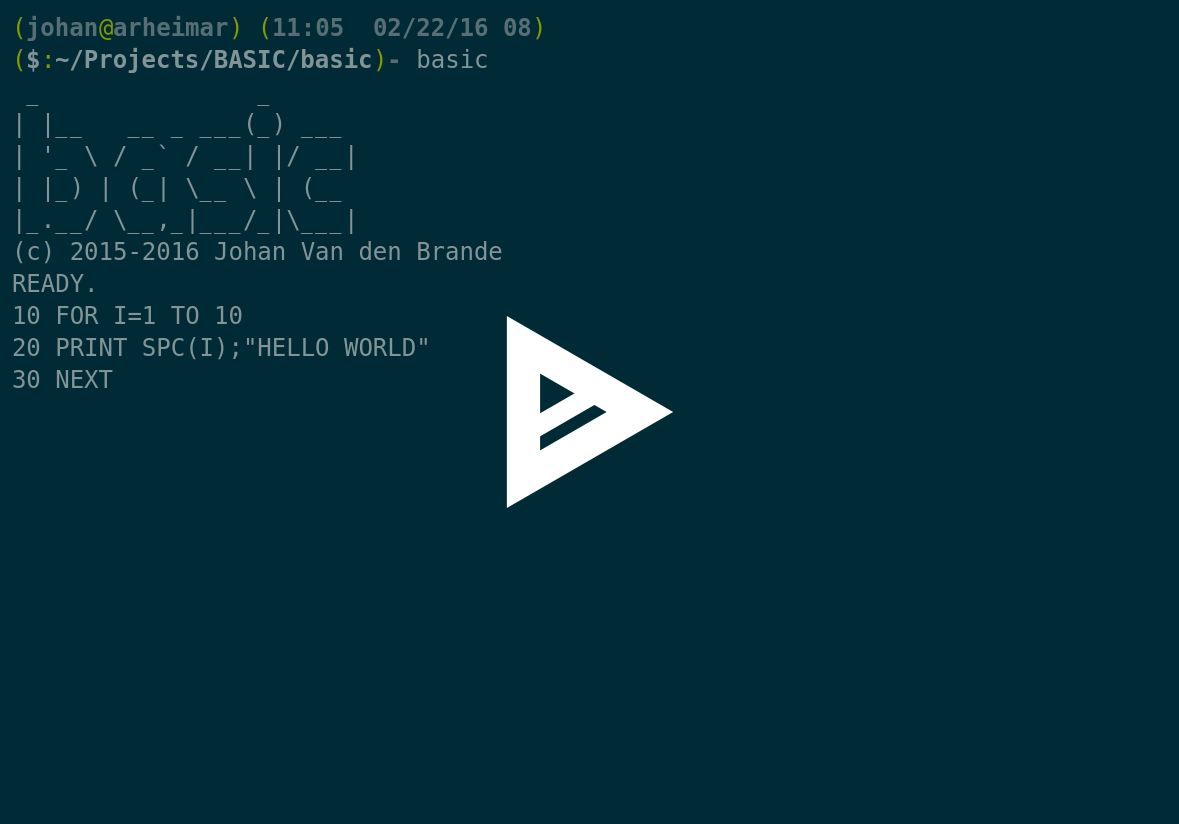 (johan@arheimar) (11:05  02/22/16 08)
($:~/Projects/BASIC/basic)- basic
 _               _
| |__   __ _ ___(_) ___
| '_ \ / _` / __| |/ __|
| |_) | (_| \__ \ | (__
|_.__/ \__,_|___/_|\___|
(c) 2015-2016 Johan Van den Brande
READY.
10 FOR I=1 TO 10
20 PRINT SPC(I);"HELLO WORLD"
30 NEXT